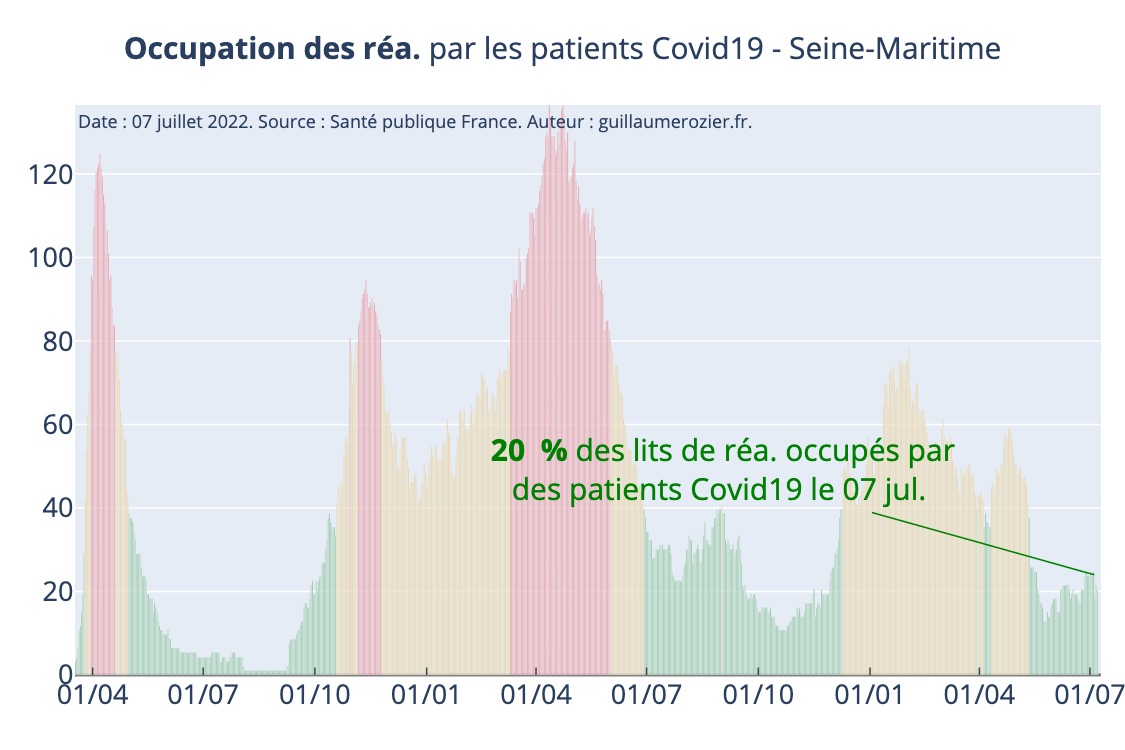 Occupation des réa. par les patients Covid19 - Seine-Maritime
Date : 07 juillet 2022. Source : Santé publique France. Auteur : guillaumerozier.fr.
120
100
80
60
40
20
0
20 % des lits de réa. occupés par
des patients Covid19 le 07 jul.
01/04 01/07 01/10 01/01 01/04 01/07 01/10 01/01 01/04 01/07